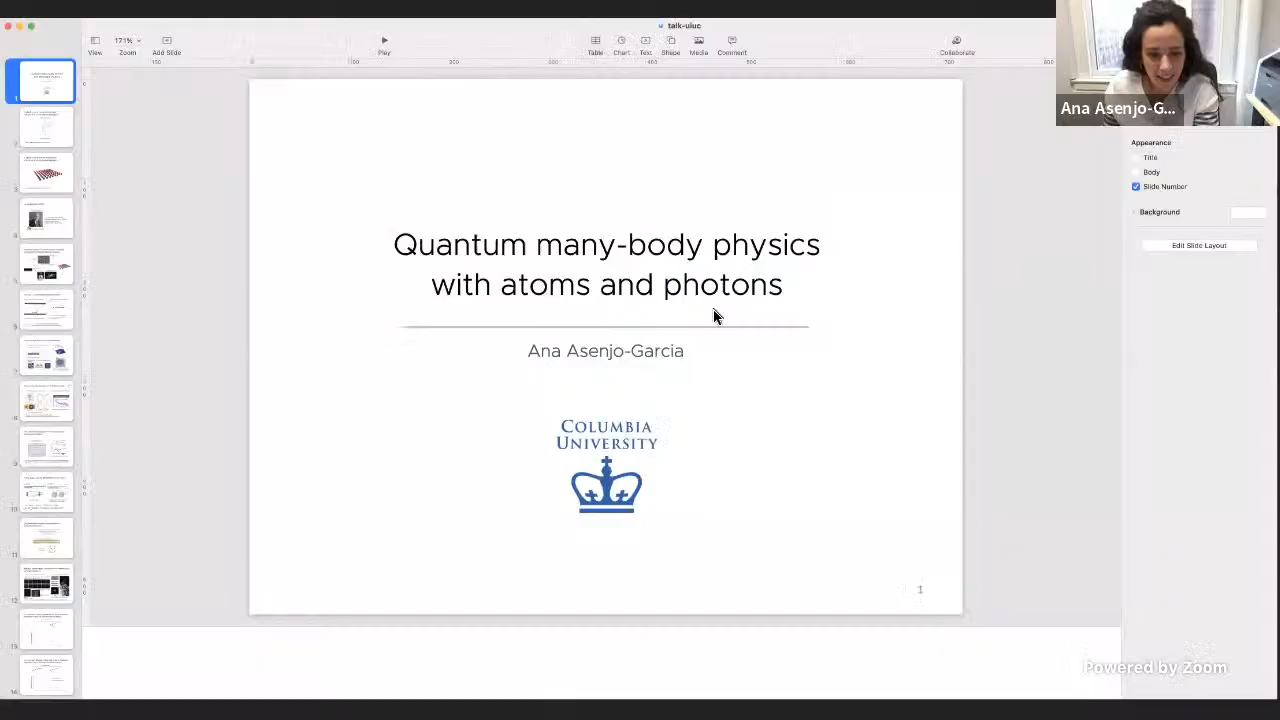 talk-uiuc
171%
View
Zoom
Add Slide
Play
Table
Chart
Text
Shape
Media
Comment
Collaborate
Ana Asenjo-G...
Appearance
Title
Body
Slide Number
Background
Edit Slide Layout
Quantum many-body physics
with atoms and photons
Ana Asenjo-Garcia
COLUMBIA
UNIVERSITY
1
Powered by Zoom